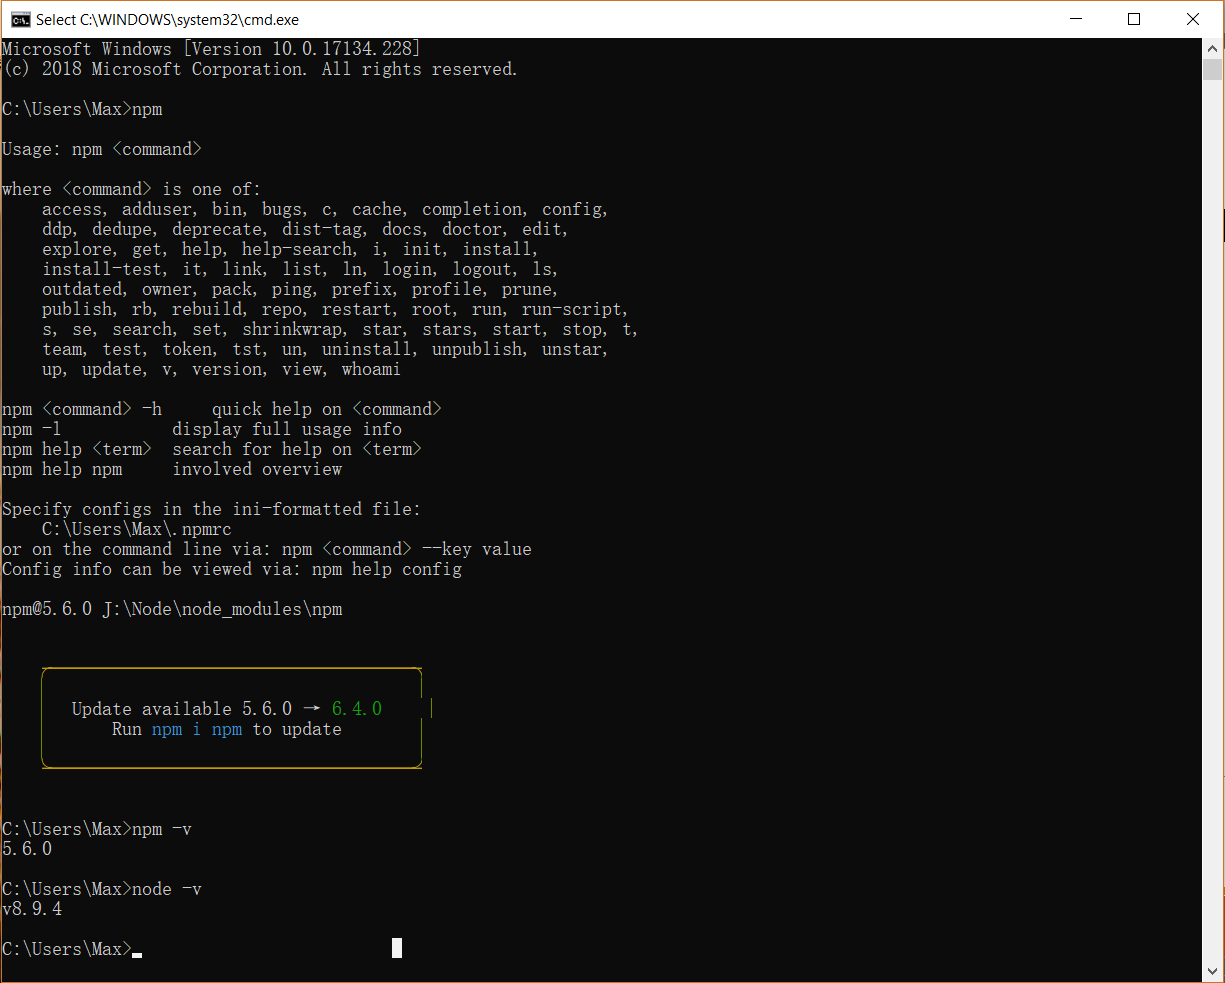 Select C:\WINDOWS\system32\cmd.exe
Microsoft Windows [Version 10.0.17134.228]
(c) 2018 Microsoft Corporation. All rights reserved.
C:\Users\Max>npm
Usage: npm <command>
where <command> is one of:
    access, adduser, bin, bugs, c, cache, completion, config,
    ddp, dedupe, deprecate, dist-tag, docs, doctor, edit,
    explore, get, help, help-search, i, init, install,
    install-test, it, link, list, ln, login, logout, ls,
    outdated, owner, pack, ping, prefix, profile, prune,
    publish, rb, rebuild, repo, restart, root, run, run-script,
    s, se, search, set, shrinkwrap, star, stars, start, stop, t,
    team, test, token, tst, un, uninstall, unpublish, unstar,
    up, update, v, version, view, whoami
npm <command> -h     quick help on <command>
npm -l           display full usage info
npm help <term>  search for help on <term>
npm help npm     involved overview
Specify configs in the ini-formatted file:
    C:\Users\Max\.npmrc
or on the command line via: npm <command> --key value
Config info can be viewed via: npm help config
npm@5.6.0 J:\Node\node_modules\npm
Update available 5.6.0 → 6.4.0
Run npm i npm to update
C:\Users\Max>npm -v
5.6.0
C:\Users\Max>node -v
v8.9.4
C:\Users\Max>